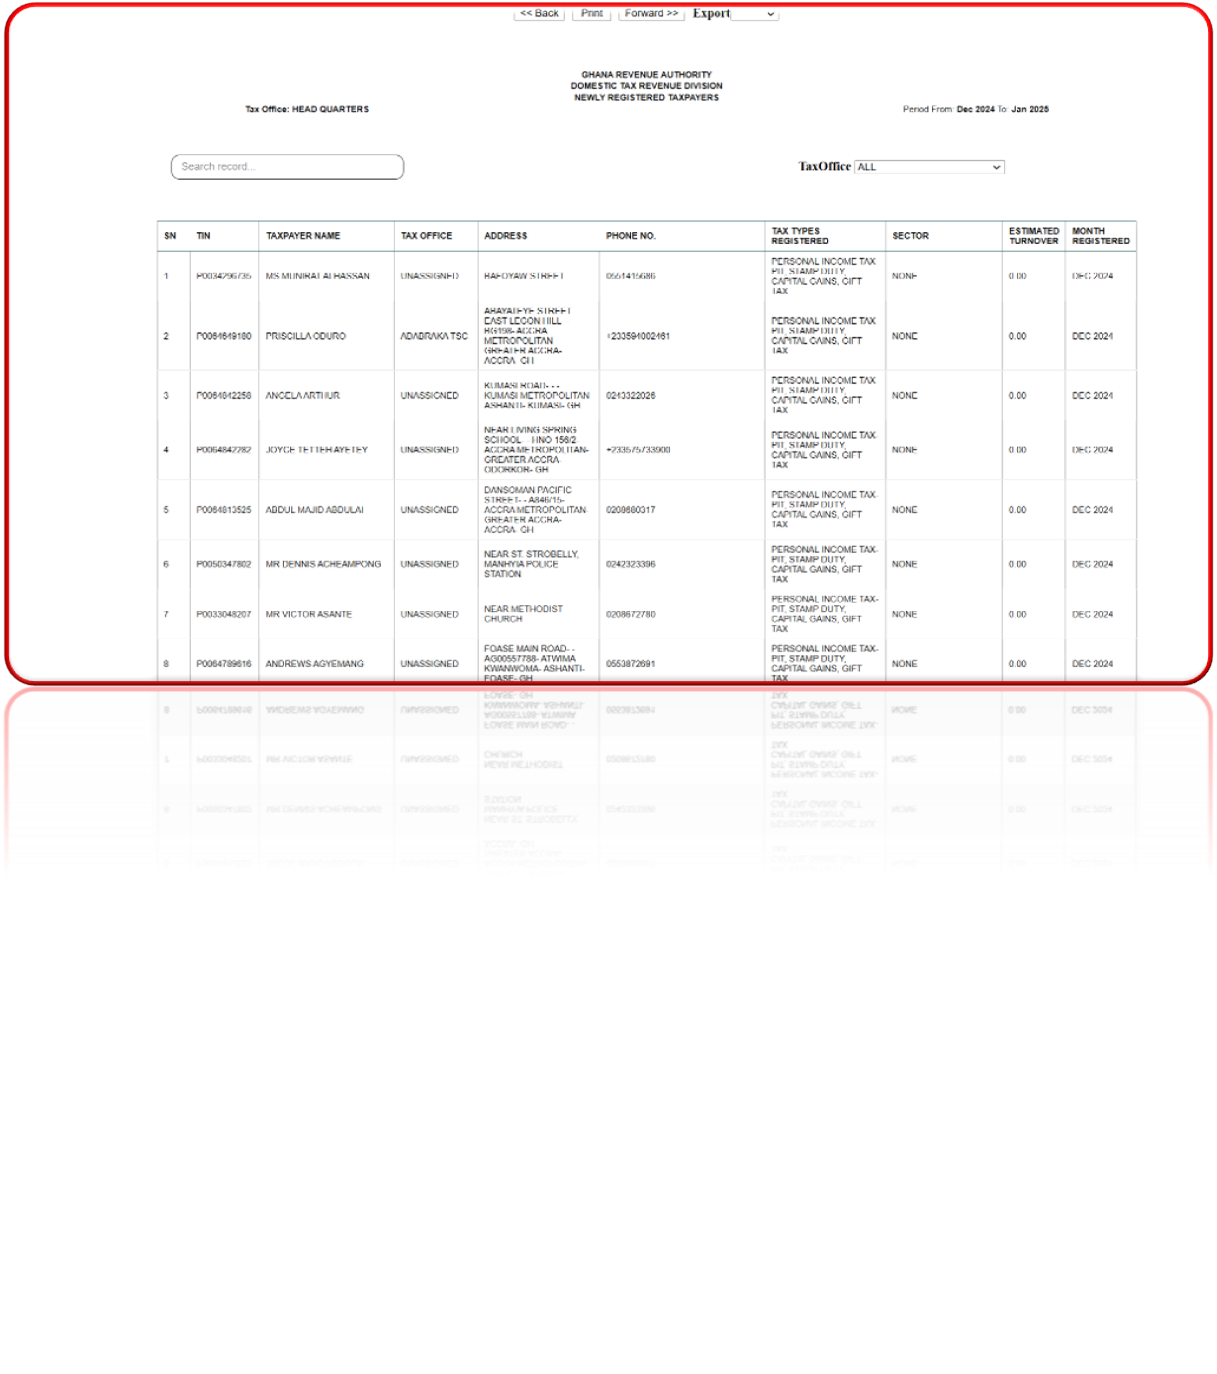 << Back Print Forward >> Export
GHANA REVENUE AUTHORITY
DOMESTIC TAX REVENUE DIVISION
NEWLY REGISTERED TAXPAYERS
Tax Office: HEAD QUARTERS
Period From: Dec 2024 To: Jan 2025
Search record...
TaxOffice ALL
SN TIN TAXPAYER NAME TAX OFFICE ADDRESS PHONE NO. TAX TYPES REGISTERED SECTOR ESTIMATED TURNOVER MONTH REGISTERED
1 P0034296735 MS MUNIRAT ALHASSAN UNASSIGNED BAFOYAW STREET 0551415686
PERSONAL INCOME TAX
PIT, STAMP DUTY,
CAPITAL GAINS, GIFT
TAX
NONE 0.00 DEC 2024
2 P0064649180 PRISCILLA ODURO ADABRAKA TSC
STREET
EAST LEGON HILL
ACCRA
METROPOLITAN
GREATER ACCRA-
ACCRA- GH
+233594002461
PERSONAL INCOME TAX
PIT, STAMP DUTY,
CAPITAL GAINS, GIFT
TAX
NONE 0.00 DEC 2024
3 P0064842258 ANGELA ARTHUR UNASSIGNED
KUMASI ROAD- - -
KUMASI METROPOLITAN
ASHANTI- KUMASI- GH
0243322026
PERSONAL INCOME TAX
PIT, STAMP DUTY,
CAPITAL GAINS, GIFT
TAX
NONE 0.00 DEC 2024
4 P0064842282 JOYCE TETTEH AYETEY UNASSIGNED
NEAR LIVING SPRING
SCHOOL- - HNO 156/2-
ACCRA METROPOLITAN-
GREATER ACCRA-
ODORKOR- GH
+233575733900
PERSONAL INCOME TAX
PIT, STAMP DUTY,
CAPITAL GAINS, GIFT
TAX
NONE 0.00 DEC 2024
5 P0064813525 ABDUL MAJID ABDULAI UNASSIGNED
DANSOMAN PACIFIC
STREET- - A846/15-
ACCRA METROPOLITAN-
GREATER ACCRA-
ACCRA- GH
0209680317
PERSONAL INCOME TAX-
PIT, STAMP DUTY,
CAPITAL GAINS, GIFT
TAX
NONE 0.00 DEC 2024
6 P0050347802 MR DENNIS ACHEAMPONG UNASSIGNED
NEAR ST. STROBELLY,
MANHYIA POLICE
STATION
0242323396
PERSONAL INCOME TAX-
PIT, STAMP DUTY,
CAPITAL GAINS, GIFT
TAX
NONE 0.00 DEC 2024
7 P0033048207 MR VICTOR ASANTE UNASSIGNED
NEAR METHODIST
CHURCH
0208672780
PERSONAL INCOME TAX-
PIT, STAMP DUTY,
CAPITAL GAINS, GIFT
TAX
NONE 0.00 DEC 2024
8 P0064789616 ANDREWS AGYEMANG UNASSIGNED
FOASE MAIN ROAD- -
AG00557788- ATWIMA
KWANWOMA- ASHANTI-
FOASE- GH
0553872691
PERSONAL INCOME TAX-
PIT, STAMP DUTY,
CAPITAL GAINS, GIFT
TAX
NONE 0.00 DEC 2024